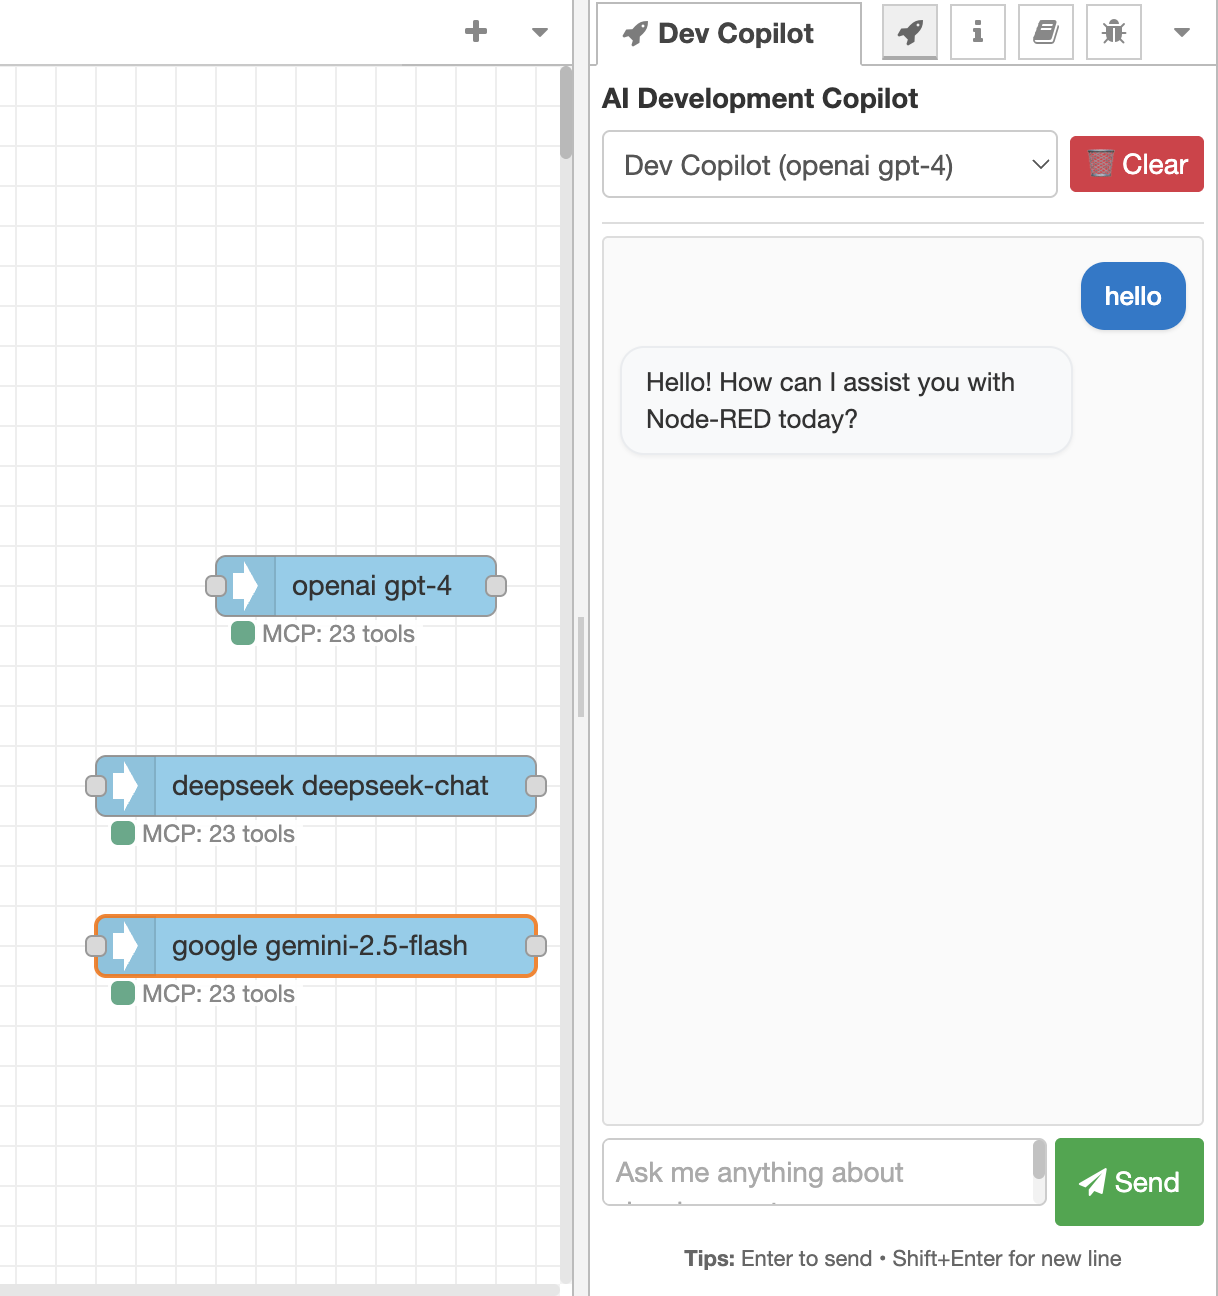 Dev Copilot
AI Development Copilot
Dev Copilot (openai gpt-4)
Clear
hello
Hello! How can I assist you with
Node-RED today?
openai gpt-4
MCP: 23 tools
deepseek deepseek-chat
MCP: 23 tools
google gemini-2.5-flash
MCP: 23 tools
Ask me anything about
Send
Tips: Enter to send • Shift+Enter for new line